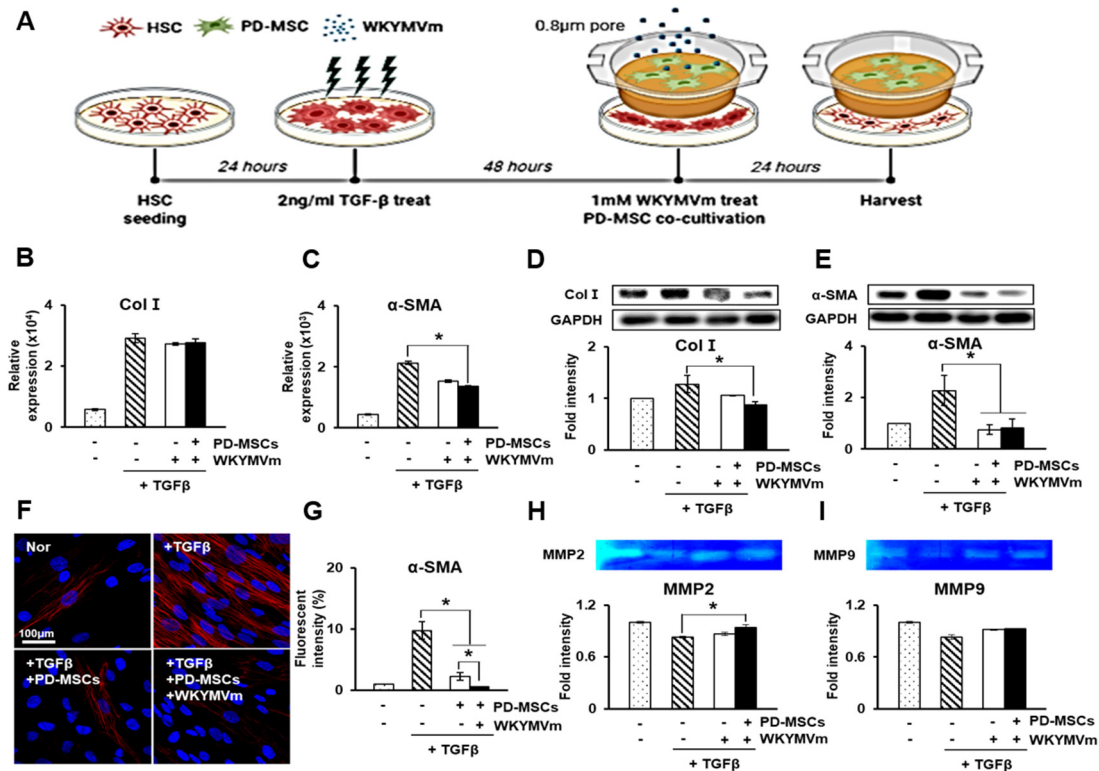 A
HSC PD-MSC WKYMVm
0.8μm pore
24 hours 48 hours 24 hours
HSC
seeding
2ng/ml TGF-β treat
1mM WKYMVm treat
PD-MSC co-cultivation
Harvest
B
Col I
Relative
expression (x10⁴)
4
2
0
- - - +
PD-MSCs
- - + +
WKYMVm
+ TGFβ
C
α-SMA
Relative
expression (x10³)
4
2
0
*
- - - +
PD-MSCs
- - + +
WKYMVm
+ TGFβ
D
Col I
GAPDH
Col I
Fold intensity
2
1
0
*
- - - +
PD-MSCs
- - + +
WKYMVm
+ TGFβ
E
α-SMA
GAPDH
α-SMA
Fold intensity
4
2
0
*
- - - +
PD-MSCs
- - + +
WKYMVm
+ TGFβ
F
Nor
100μm
+TGFβ
+TGFβ
+PD-MSCs
+TGFβ
+PD-MSCs
+WKYMVm
G
α-SMA
Fluorescent
intensity (%)
20
10
0
*
*
- - + +
PD-MSCs
- - - +
WKYMVm
+ TGFβ
H
MMP2
MMP2
Fold intensity
1.2
0.6
0
*
- - - +
PD-MSCs
- - + +
WKYMVm
+ TGFβ
I
MMP9
MMP9
Fold intensity
1.2
0.6
0
- - - +
PD-MSCs
- - + +
WKYMVm
+ TGFβ